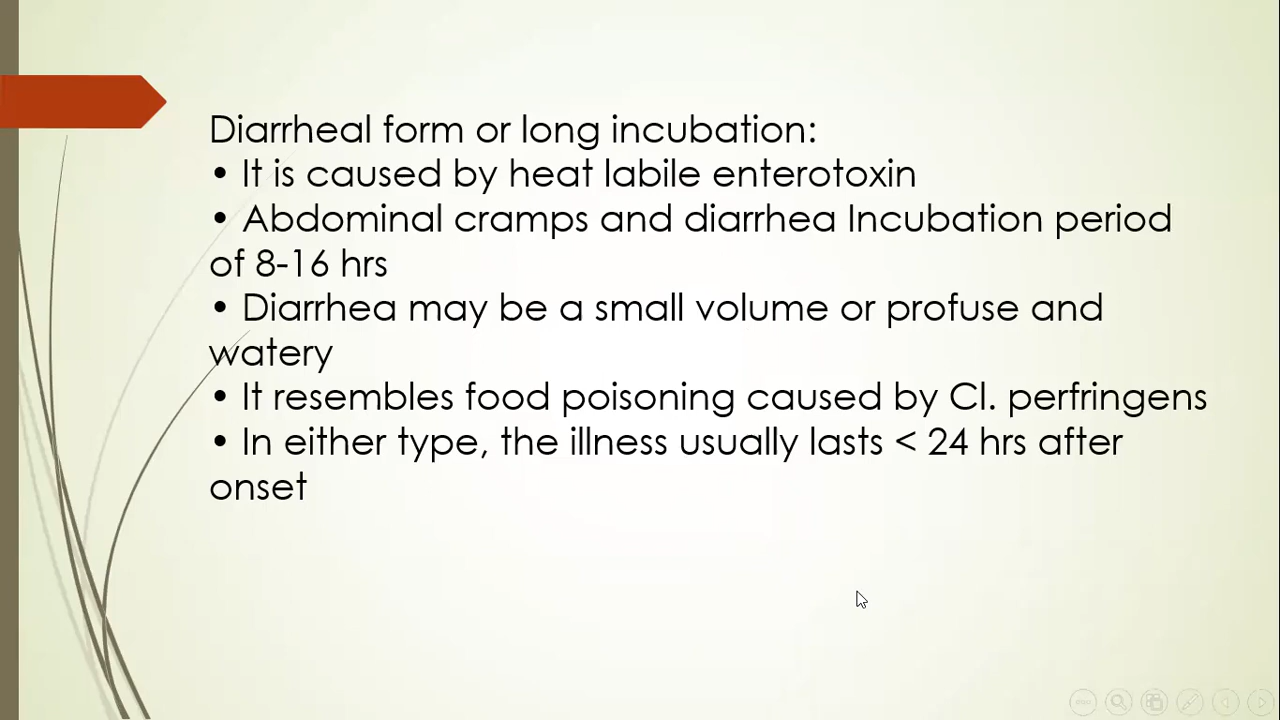 Diarrheal form or long incubation:
• It is caused by heat labile enterotoxin
• Abdominal cramps and diarrhea Incubation period
of 8-16 hrs
• Diarrhea may be a small volume or profuse and
watery
• It resembles food poisoning caused by Cl. perfringens
• In either type, the illness usually lasts < 24 hrs after
onset